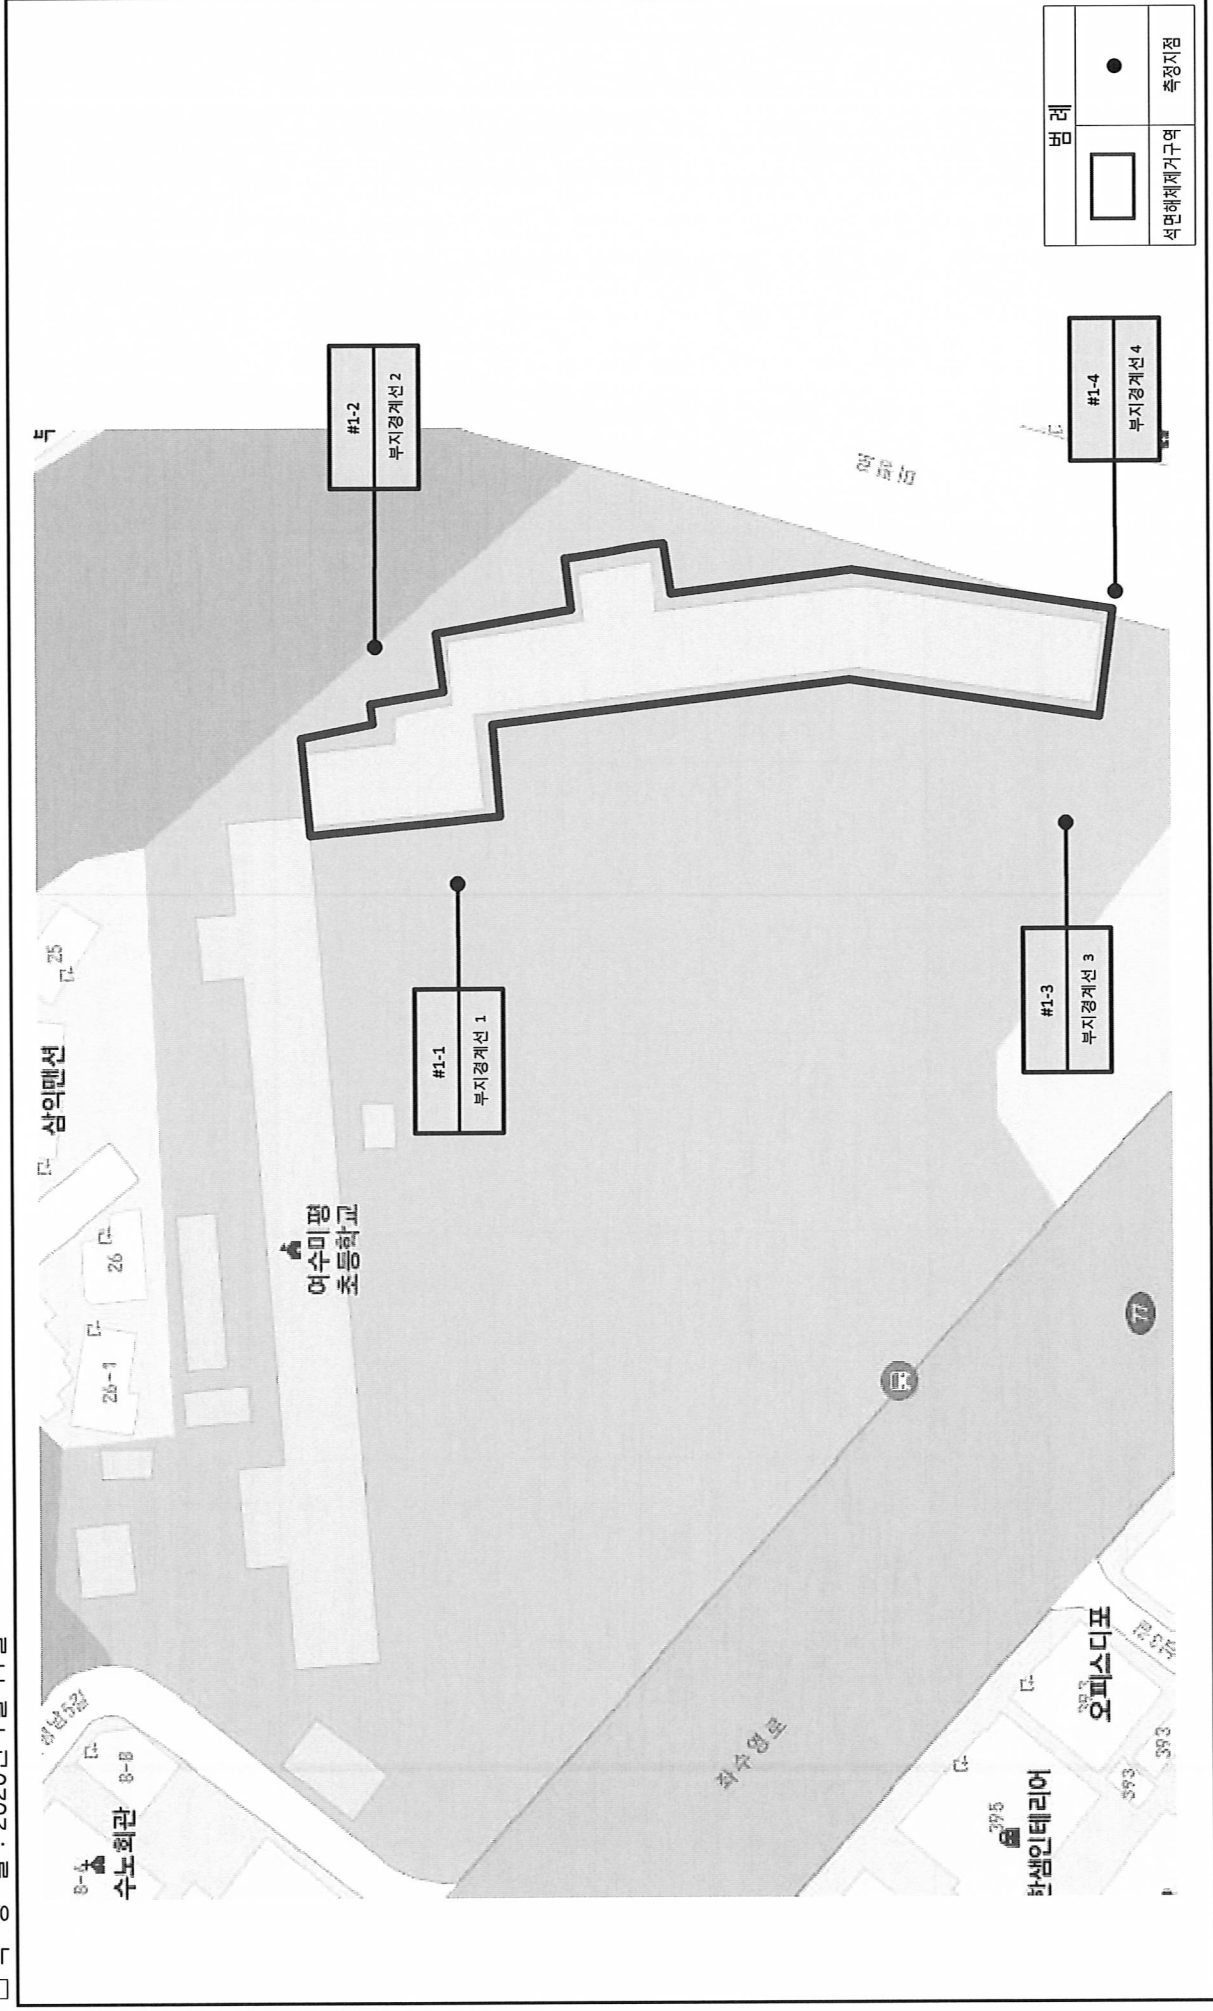 범 례
석면해체제거구역
측정지점
#1-2
부지경계선 2
#1-4
부지경계선 4
#1-1
부지경계선 1
#1-3
부지경계선 3
삼익맨션
25
26
26-1
여수미평
초등학교
8-8
수노회관
좌수영로
77
오피스디포
393
393
393
395
한샘인테리어